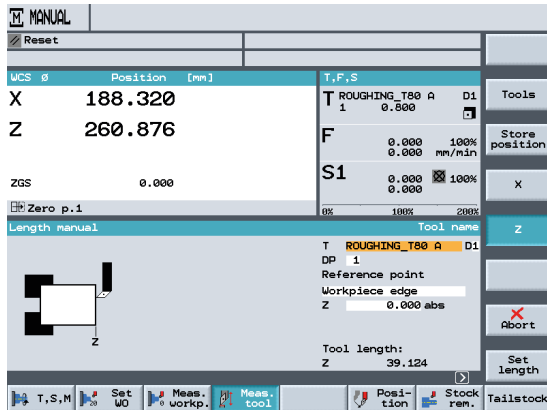 M MANUAL
Reset
WCS Ø Position [mm]
X 188.320
Z 260.876
ZGS 0.000
Zero p.1
T,F,S
T ROUGHING_T80 A D1
1 0.800
F 0.000 100%
0.000 mm/min
S1 0.000 100%
0.000
0% 100% 200%
Length manual Tool name
T ROUGHING_T80 A D1
DP 1
Reference point
Workpiece edge
Z 0.000 abs
Z
Tool length:
Z 39.124
Tools
Store
position
X
Z
Abort
Set
length
T,S,M
Set
WO
Meas.
workp.
Meas.
tool
Posi-
tion
Stock
rem.
Tailstock